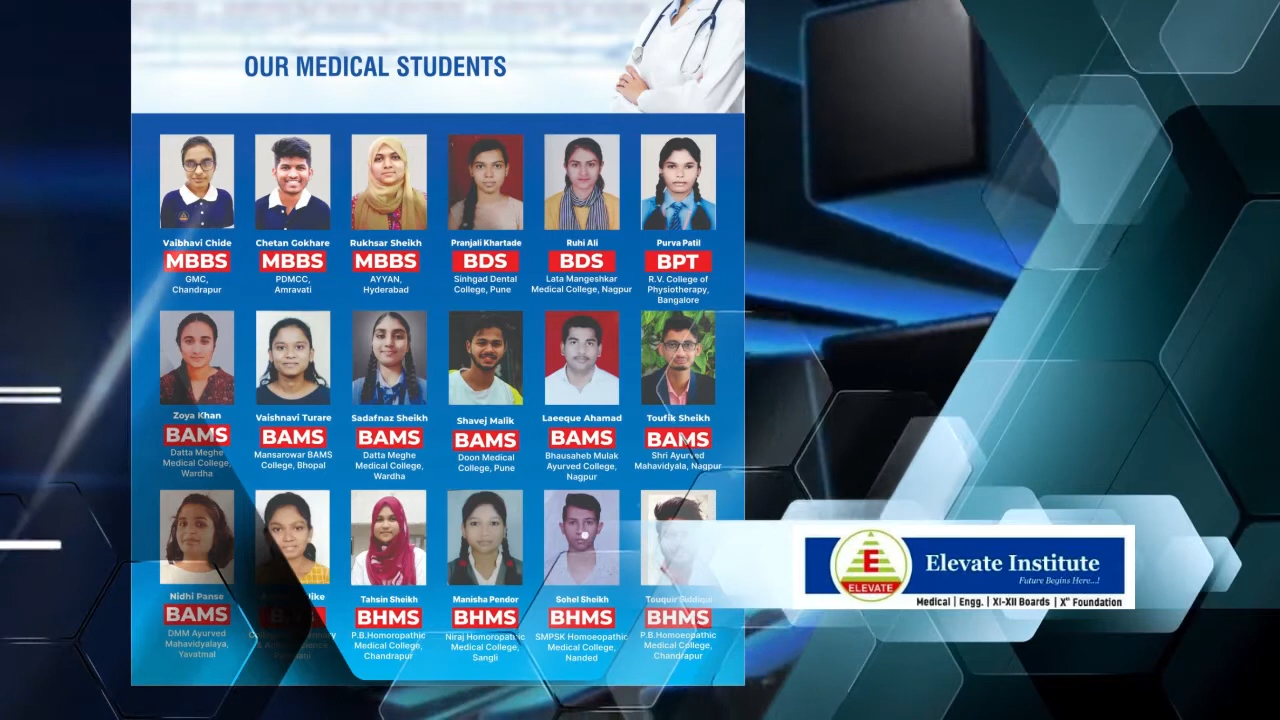 OUR MEDICAL STUDENTS
Vaibhavi Chide
MBBS
GMC,
Chandrapur
Chetan Gokhare
MBBS
PDMCC,
Amravati
Rukhsar Sheikh
MBBS
AYYAN,
Hyderabad
Pranjali Khartade
BDS
Sinhgad Dental
College, Pune
Ruhi Ali
BDS
Lata Mangeshkar
Medical College, Nagpur
Purva Patil
BPT
R.V. College of
Physiotherapy,
Bangalore
Zoya Khan
BAMS
Datta Meghe
Medical College,
Wardha
Vaishnavi Turare
BAMS
Mansarowar BAMS
College, Bhopal
Sadafnaz Sheikh
BAMS
Datta Meghe
Medical College,
Wardha
Shavej Malik
BAMS
Doon Medical
College, Pune
Laeeque Ahamad
BAMS
Bhausaheb Mulak
Ayurved College,
Nagpur
Toufik Sheikh
BAMS
Shri Ayurved
Mahavidyala, Nagpur
Nidhi Panse
BAMS
DMM Ayurved
Mahavidyalaya,
Yavatmal
Tahsin Sheikh
BHMS
P.B.Homoropathic
Medical College,
Chandrapur
Manisha Pendor
BHMS
Niraj Homoropathic
Medical College,
Sangli
Sohel Sheikh
BHMS
SMPSK Homoeopathic
Medical College,
Nanded
Touquir
BHMS
P.B.Homoeopathic
Medical College,
Chandrapur
E
ELEVATE
Elevate Institute
Future Begins Here...!
Medical | Engg. | XI-XII Boards | Xth Foundation